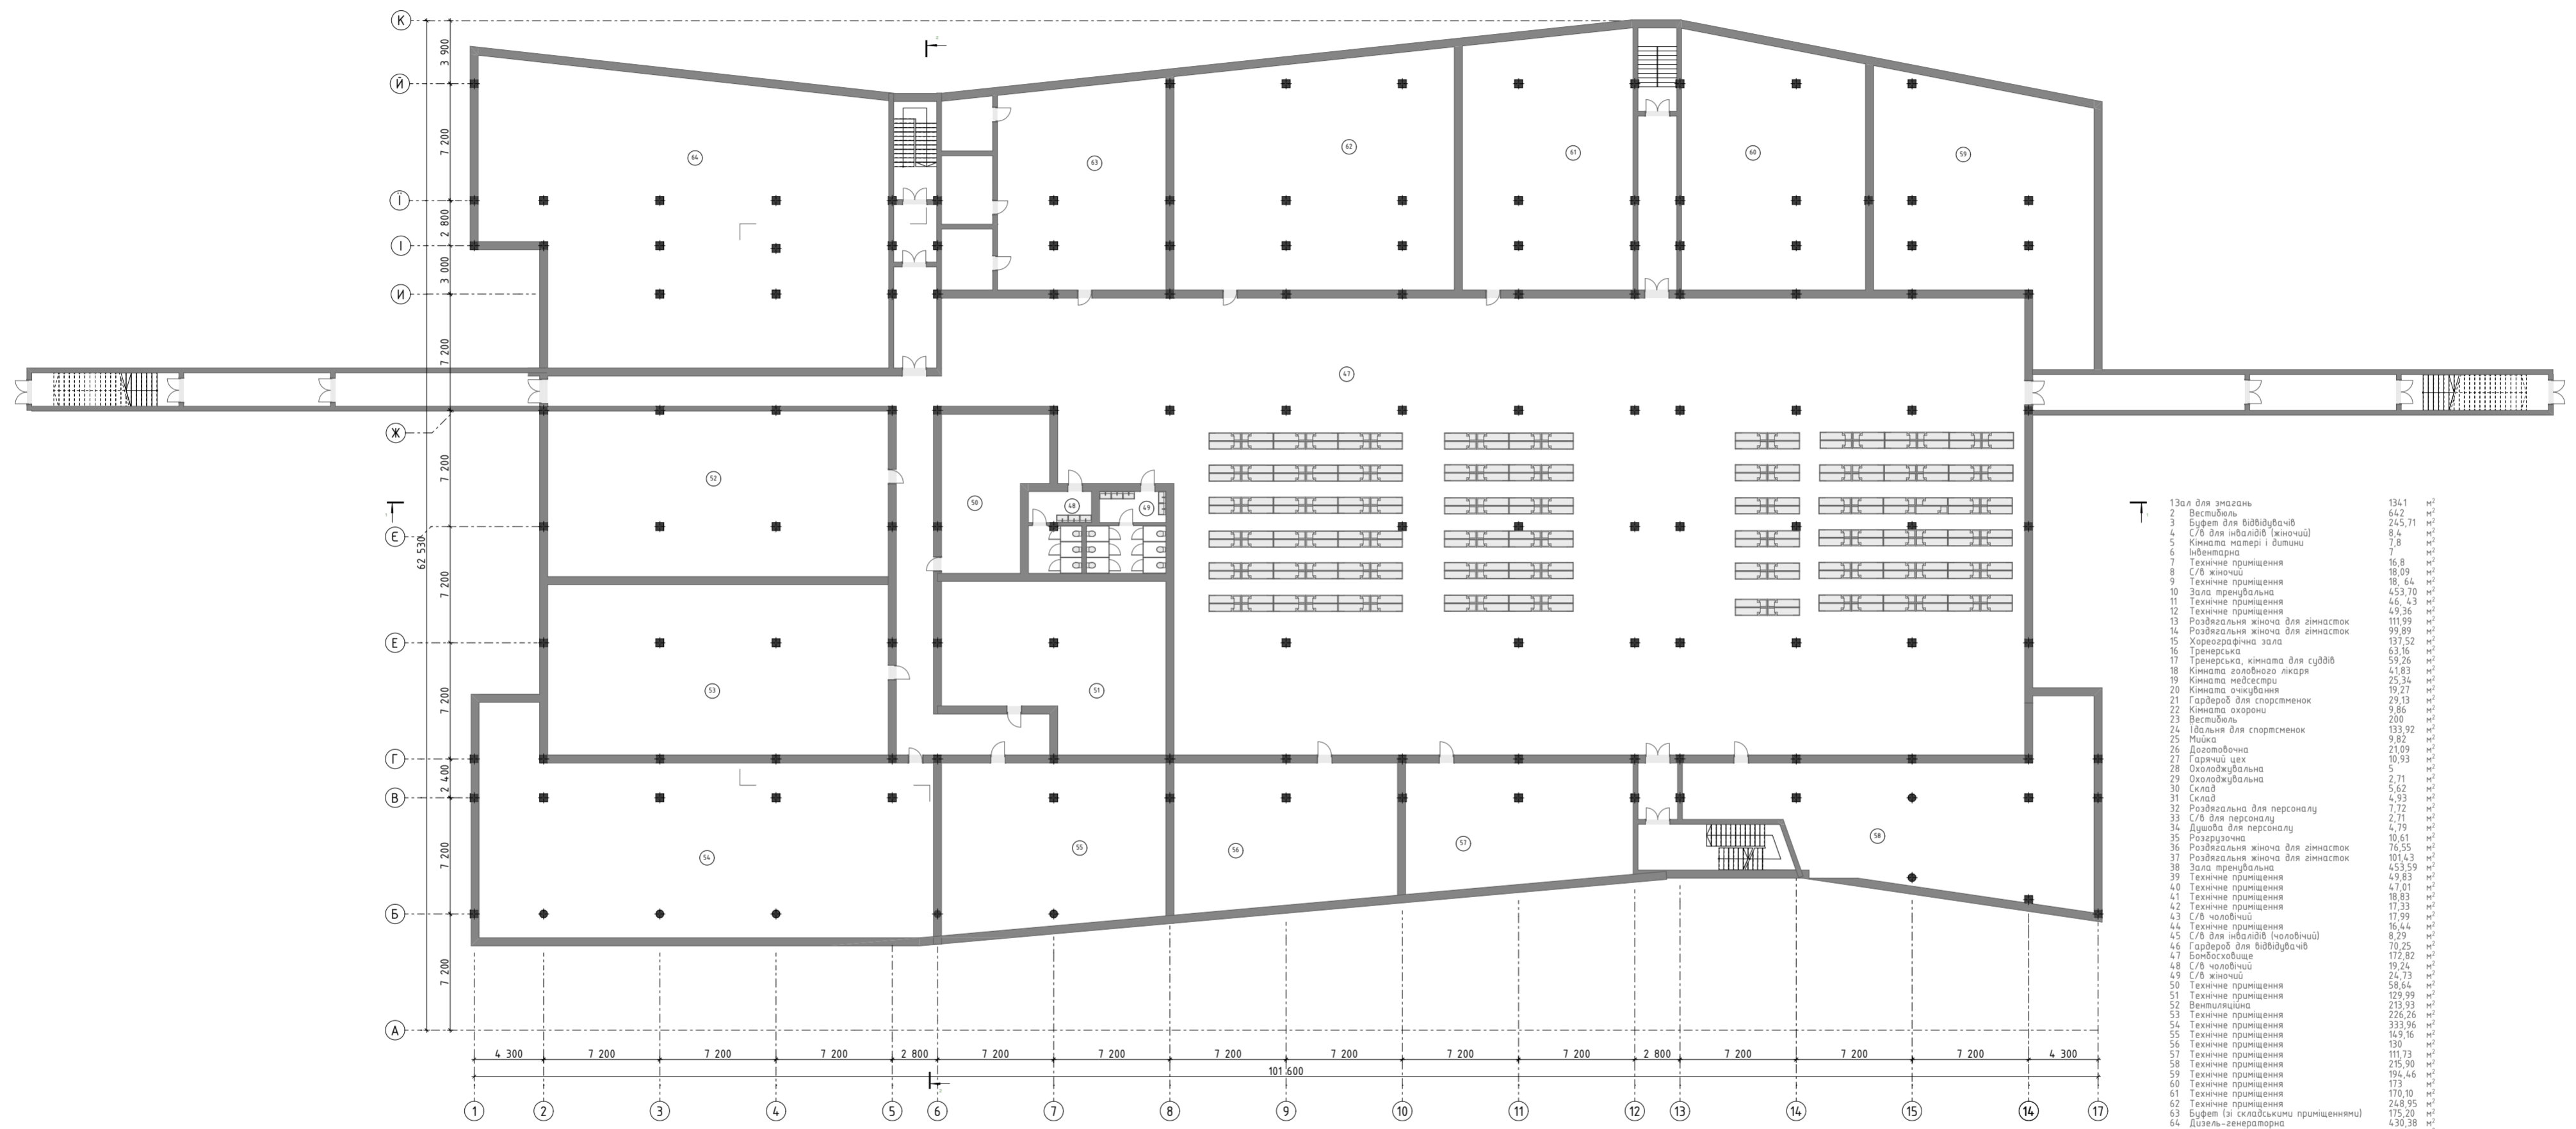 К
3 900
Й
7 200
Ї
2 800
І
3 000
И
7 200
Ж
7 200
Є
7 200
Е
7 200
Г
2 400
В
7 200
Б
7 200
А
62 530
64
63
62
61
60
59
47
52
50
48
49
53
51
54
55
56
57
58
4 300
7 200
7 200
7 200
2 800
7 200
7 200
7 200
7 200
7 200
7 200
2 800
7 200
7 200
7 200
4 300
101 600
1
2
3
4
5
6
7
8
9
10
11
12
13
14
15
14
17
1Зал для змагань 1341 м²
2 Вестибюль 642 м²
3 Буфет для відвідувачів 245,71 м²
4 С/в для інвалідів (жіночий) 8,4 м²
5 Кімната матері і дитини 7,8 м²
6 Інвентарна 7 м²
7 Технічне приміщення 16,8 м²
8 С/в жіночий 18,09 м²
9 Технічне приміщення 18, 64 м²
10 Зала тренувальна 453,70 м²
11 Технічне приміщення 46, 43 м²
12 Технічне приміщення 49,36 м²
13 Роздягальня жіноча для гімнасток 111,99 м²
14 Роздягальня жіноча для гімнасток 99,89 м²
15 Хореографічна зала 137,52 м²
16 Тренерська 63,16 м²
17 Тренерська, кімната для суддів 59,26 м²
18 Кімната головного лікаря 41,83 м²
19 Кімната медсестри 25,34 м²
20 Кімната очікування 19,27 м²
21 Гардероб для спорстменок 29,13 м²
22 Кімната охорони 9,86 м²
23 Вестибюль 200 м²
24 Їдальня для спортсменок 133,92 м²
25 Мийка 9,82 м²
26 Доготовочна 21,09 м²
27 Гарячий цех 10,93 м²
28 Охолоджувальна 5 м²
29 Охолоджувальна 2,71 м²
30 Склад 5,62 м²
31 Склад 4,93 м²
32 Роздягальна для персоналу 7,72 м²
33 С/в для персоналу 2,71 м²
34 Душова для персоналу 4,79 м²
35 Розгрузочна 10,61 м²
36 Роздягальня жіноча для гімнасток 76,55 м²
37 Роздягальня жіноча для гімнасток 101,43 м²
38 Зала тренувальна 453,59 м²
39 Технічне приміщення 49,83 м²
40 Технічне приміщення 47,01 м²
41 Технічне приміщення 18,83 м²
42 Технічне приміщення 17,33 м²
43 С/в чоловічий 17,99 м²
44 Технічне приміщення 16,44 м²
45 С/в для інвалідів (чоловічий) 8,29 м²
46 Гардероб для відвідувачів 70,25 м²
47 Бомбосховище 172,82 м²
48 С/в чоловічий 19,24 м²
49 С/в жіночий 24,73 м²
50 Технічне приміщення 58,64 м²
51 Технічне приміщення 129,99 м²
52 Вентиляційна 213,93 м²
53 Технічне приміщення 226,26 м²
54 Технічне приміщення 333,96 м²
55 Технічне приміщення 149,16 м²
56 Технічне приміщення 130 м²
57 Технічне приміщення 111,73 м²
58 Технічне приміщення 215,90 м²
59 Технічне приміщення 194,46 м²
60 Технічне приміщення 173 м²
61 Технічне приміщення 170,10 м²
62 Технічне приміщення 248,95 м²
63 Буфет (зі складськими приміщеннями) 175,20 м²
64 Дизель-генераторна 430,38 м²